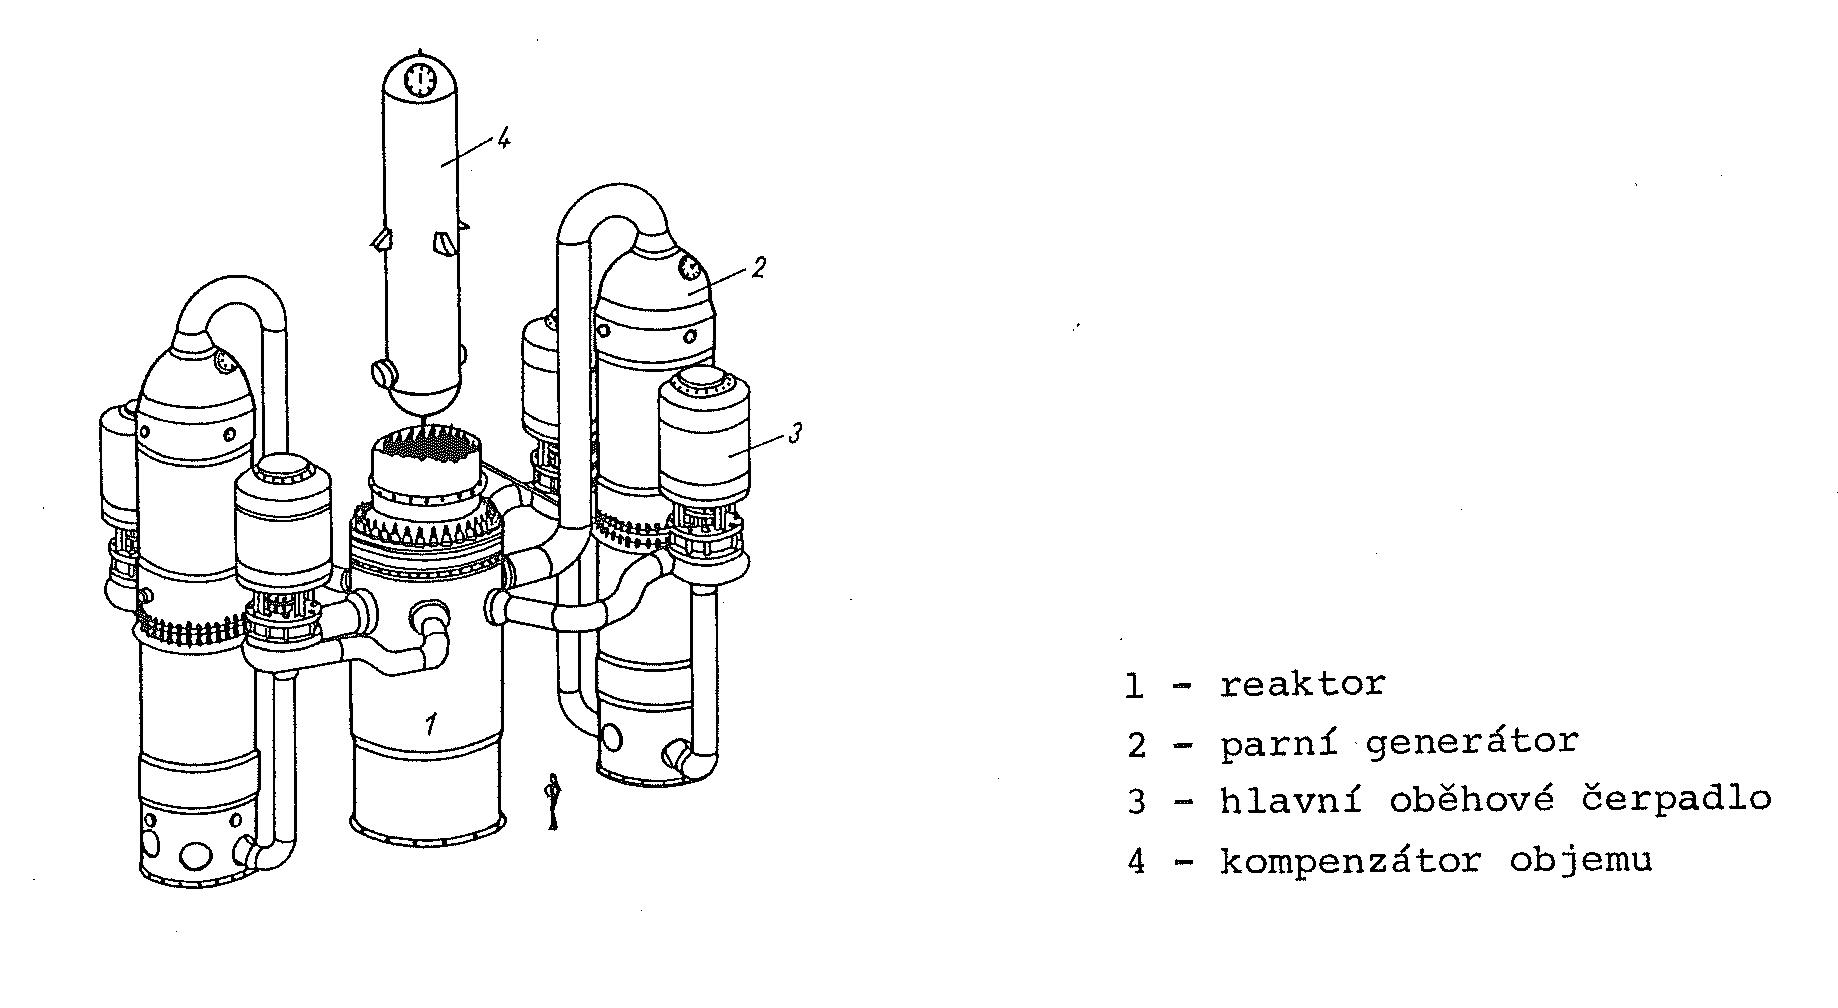 4
2
3
1
1 - reaktor
2 - parní generátor
3 - hlavní oběhové čerpadlo
4 - kompenzátor objemu